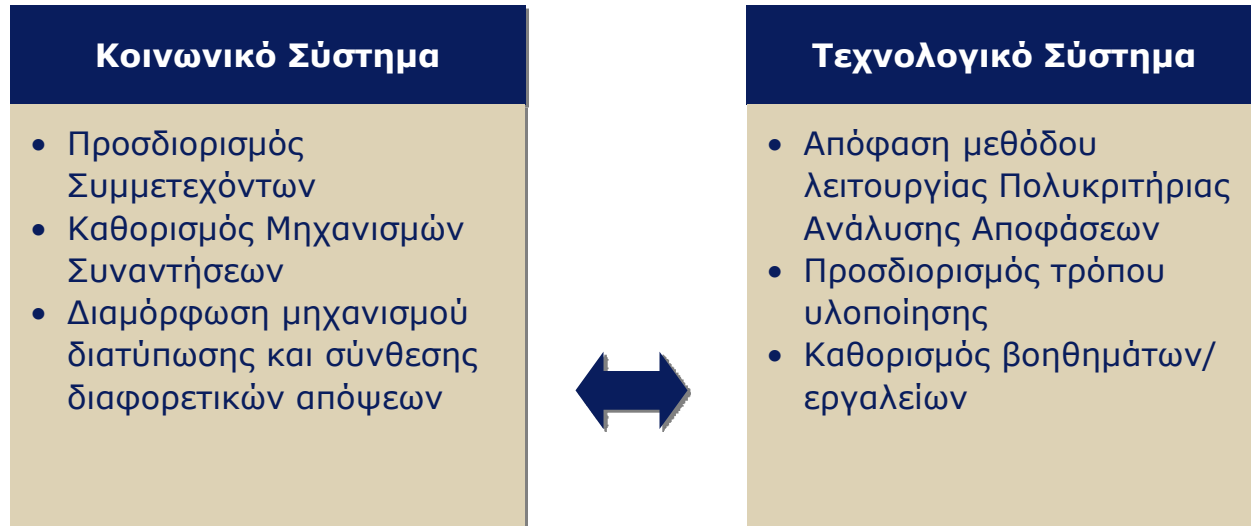 Κοινωνικό Σύστημα
• Προσδιορισμός
Συμμετεχόντων
• Καθορισμός Μηχανισμών
Συναντήσεων
• Διαμόρφωση μηχανισμού
διατύπωσης και σύνθεσης
διαφορετικών απόψεων
Τεχνολογικό Σύστημα
• Απόφαση μεθόδου
λειτουργίας Πολυκριτήριας
Ανάλυσης Αποφάσεων
• Προσδιορισμός τρόπου
υλοποίησης
• Καθορισμός βοηθημάτων/
εργαλείων